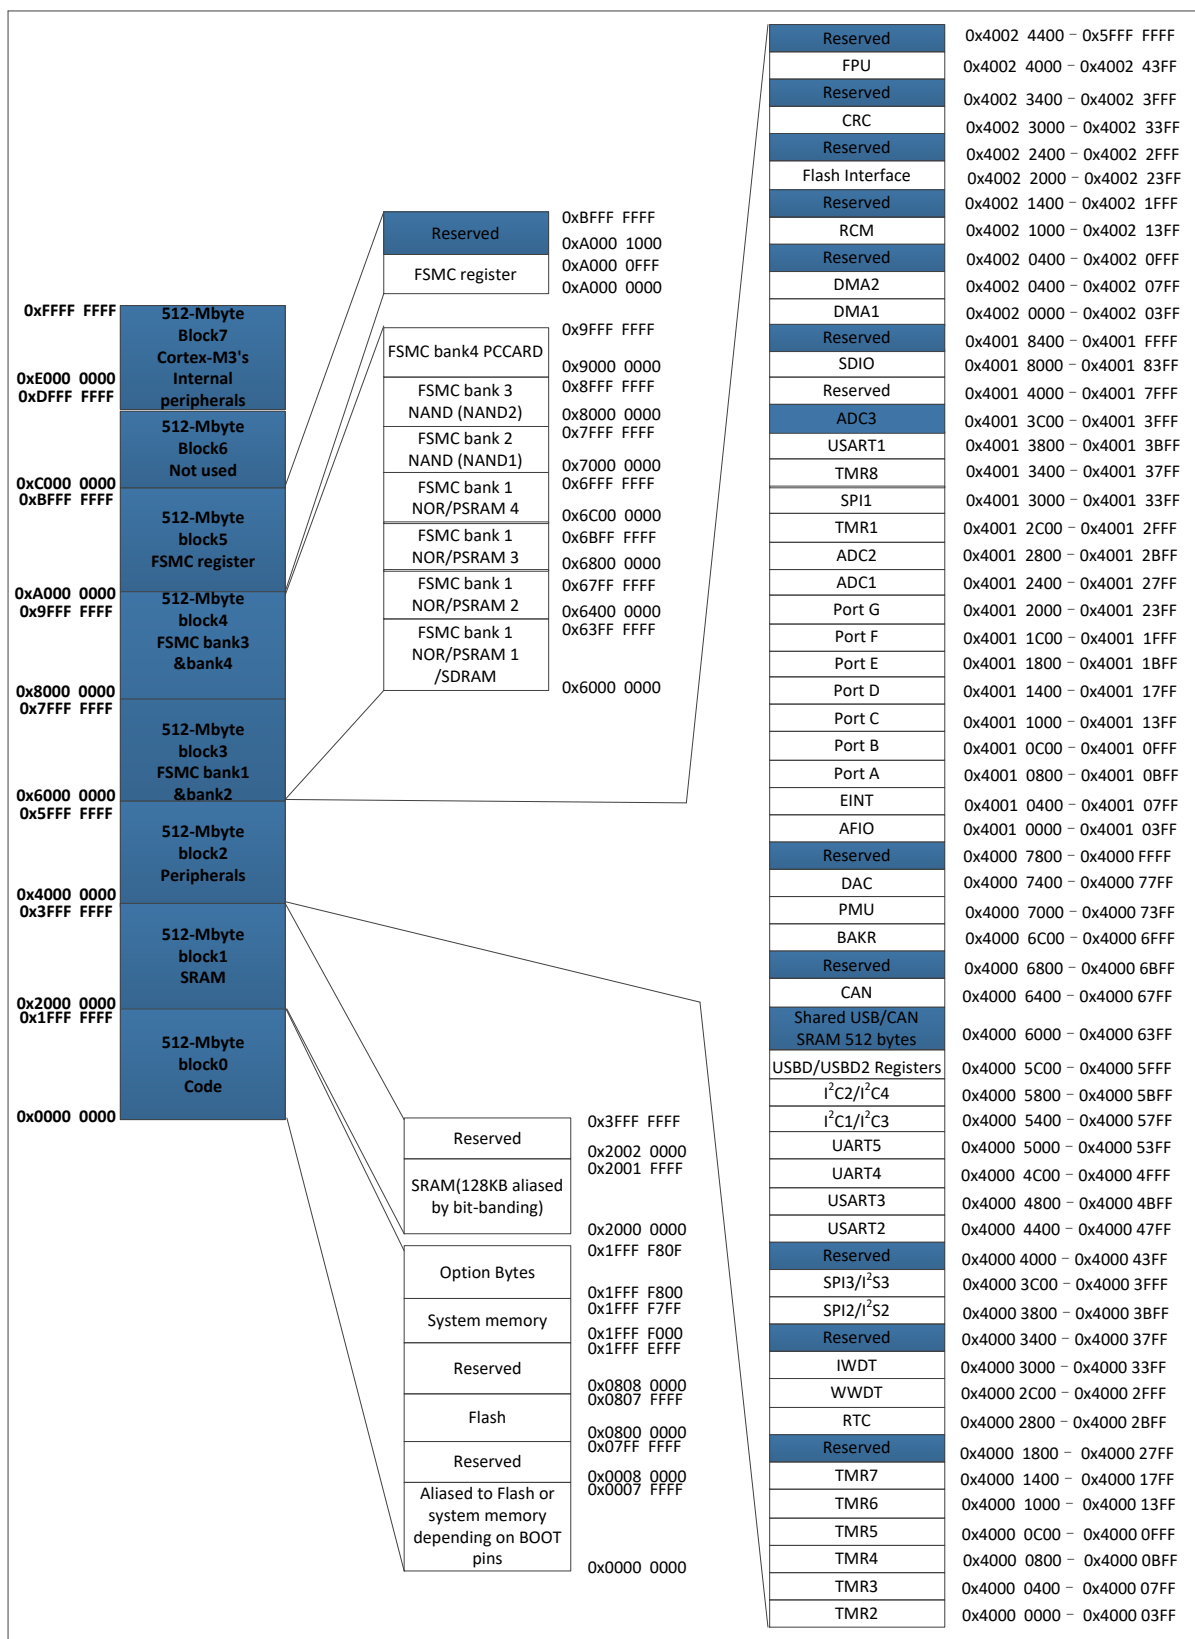 0xFFFF FFFF
512-Mbyte
Block7
Cortex-M3's
Internal
peripherals
0xE000 0000
0xDFFF FFFF
512-Mbyte
Block6
Not used
0xC000 0000
0xBFFF FFFF
512-Mbyte
block5
FSMC register
0xA000 0000
0x9FFF FFFF
512-Mbyte
block4
FSMC bank3
&bank4
0x8000 0000
0x7FFF FFFF
512-Mbyte
block3
FSMC bank1
&bank2
0x6000 0000
0x5FFF FFFF
512-Mbyte
block2
Peripherals
0x4000 0000
0x3FFF FFFF
512-Mbyte
block1
SRAM
0x2000 0000
0x1FFF FFFF
512-Mbyte
block0
Code
0x0000 0000
0xBFFF FFFF
Reserved
0xA000 1000
0xA000 0FFF
FSMC register
0xA000 0000
0x9FFF FFFF
FSMC bank4 PCCARD
0x9000 0000
0x8FFF FFFF
FSMC bank 3
NAND (NAND2)
0x8000 0000
0x7FFF FFFF
FSMC bank 2
NAND (NAND1)
0x7000 0000
0x6FFF FFFF
FSMC bank 1
NOR/PSRAM 4
0x6C00 0000
0x6BFF FFFF
FSMC bank 1
NOR/PSRAM 3
0x6800 0000
0x67FF FFFF
FSMC bank 1
NOR/PSRAM 2
0x6400 0000
0x63FF FFFF
FSMC bank 1
NOR/PSRAM 1
/SDRAM
0x6000 0000
0x3FFF FFFF
Reserved
0x2002 0000
0x2001 FFFF
SRAM(128KB aliased
by bit-banding)
0x2000 0000
0x1FFF F80F
Option Bytes
0x1FFF F800
0x1FFF F7FF
System memory
0x1FFF F000
0x1FFF EFFF
Reserved
0x0808 0000
0x0807 FFFF
Flash
0x0800 0000
0x07FF FFFF
Reserved
0x0008 0000
0x0007 FFFF
Aliased to Flash or
system memory
depending on BOOT
pins
0x0000 0000
Reserved 0x4002 4400 – 0x5FFF FFFF
FPU 0x4002 4000 – 0x4002 43FF
Reserved 0x4002 3400 – 0x4002 3FFF
CRC 0x4002 3000 – 0x4002 33FF
Reserved 0x4002 2400 – 0x4002 2FFF
Flash Interface 0x4002 2000 – 0x4002 23FF
Reserved 0x4002 1400 – 0x4002 1FFF
RCM 0x4002 1000 – 0x4002 13FF
Reserved 0x4002 0400 – 0x4002 0FFF
DMA2 0x4002 0400 – 0x4002 07FF
DMA1 0x4002 0000 – 0x4002 03FF
Reserved 0x4001 8400 – 0x4001 FFFF
SDIO 0x4001 8000 – 0x4001 83FF
Reserved 0x4001 4000 – 0x4001 7FFF
ADC3 0x4001 3C00 – 0x4001 3FFF
USART1 0x4001 3800 – 0x4001 3BFF
TMR8 0x4001 3400 – 0x4001 37FF
SPI1 0x4001 3000 – 0x4001 33FF
TMR1 0x4001 2C00 – 0x4001 2FFF
ADC2 0x4001 2800 – 0x4001 2BFF
ADC1 0x4001 2400 – 0x4001 27FF
Port G 0x4001 2000 – 0x4001 23FF
Port F 0x4001 1C00 – 0x4001 1FFF
Port E 0x4001 1800 – 0x4001 1BFF
Port D 0x4001 1400 – 0x4001 17FF
Port C 0x4001 1000 – 0x4001 13FF
Port B 0x4001 0C00 – 0x4001 0FFF
Port A 0x4001 0800 – 0x4001 0BFF
EINT 0x4001 0400 – 0x4001 07FF
AFIO 0x4001 0000 – 0x4001 03FF
Reserved 0x4000 7800 – 0x4000 FFFF
DAC 0x4000 7400 – 0x4000 77FF
PMU 0x4000 7000 – 0x4000 73FF
BAKR 0x4000 6C00 – 0x4000 6FFF
Reserved 0x4000 6800 – 0x4000 6BFF
CAN 0x4000 6400 – 0x4000 67FF
Shared USB/CAN
SRAM 512 bytes 0x4000 6000 – 0x4000 63FF
USBD/USBD2 Registers 0x4000 5C00 – 0x4000 5FFF
I²C2/I²C4 0x4000 5800 – 0x4000 5BFF
I²C1/I²C3 0x4000 5400 – 0x4000 57FF
UART5 0x4000 5000 – 0x4000 53FF
UART4 0x4000 4C00 – 0x4000 4FFF
USART3 0x4000 4800 – 0x4000 4BFF
USART2 0x4000 4400 – 0x4000 47FF
Reserved 0x4000 4000 – 0x4000 43FF
SPI3/I²S3 0x4000 3C00 – 0x4000 3FFF
SPI2/I²S2 0x4000 3800 – 0x4000 3BFF
Reserved 0x4000 3400 – 0x4000 37FF
IWDT 0x4000 3000 – 0x4000 33FF
WWDT 0x4000 2C00 – 0x4000 2FFF
RTC 0x4000 2800 – 0x4000 2BFF
Reserved 0x4000 1800 – 0x4000 27FF
TMR7 0x4000 1400 – 0x4000 17FF
TMR6 0x4000 1000 – 0x4000 13FF
TMR5 0x4000 0C00 – 0x4000 0FFF
TMR4 0x4000 0800 – 0x4000 0BFF
TMR3 0x4000 0400 – 0x4000 07FF
TMR2 0x4000 0000 – 0x4000 03FF